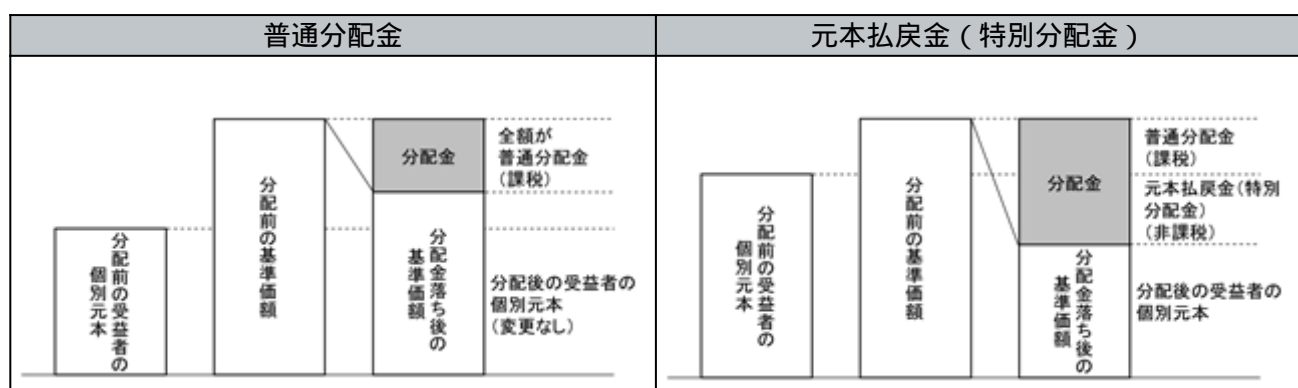 普通分配金
元本払戻金(特別分配金)
分配前の受益者の
個別元本
分配前の基準価額
分配金
分配金落ち後の
基準価額
全額が
普通分配金
(課税)
分配後の受益者の
個別元本
(変更なし)
分配前の受益者の
個別元本
分配前の基準価額
分配金
分配金落ち後の
基準価額
普通分配金
(課税)
元本払戻金(特別
分配金)
(非課税)
分配後の受益者の
個別元本